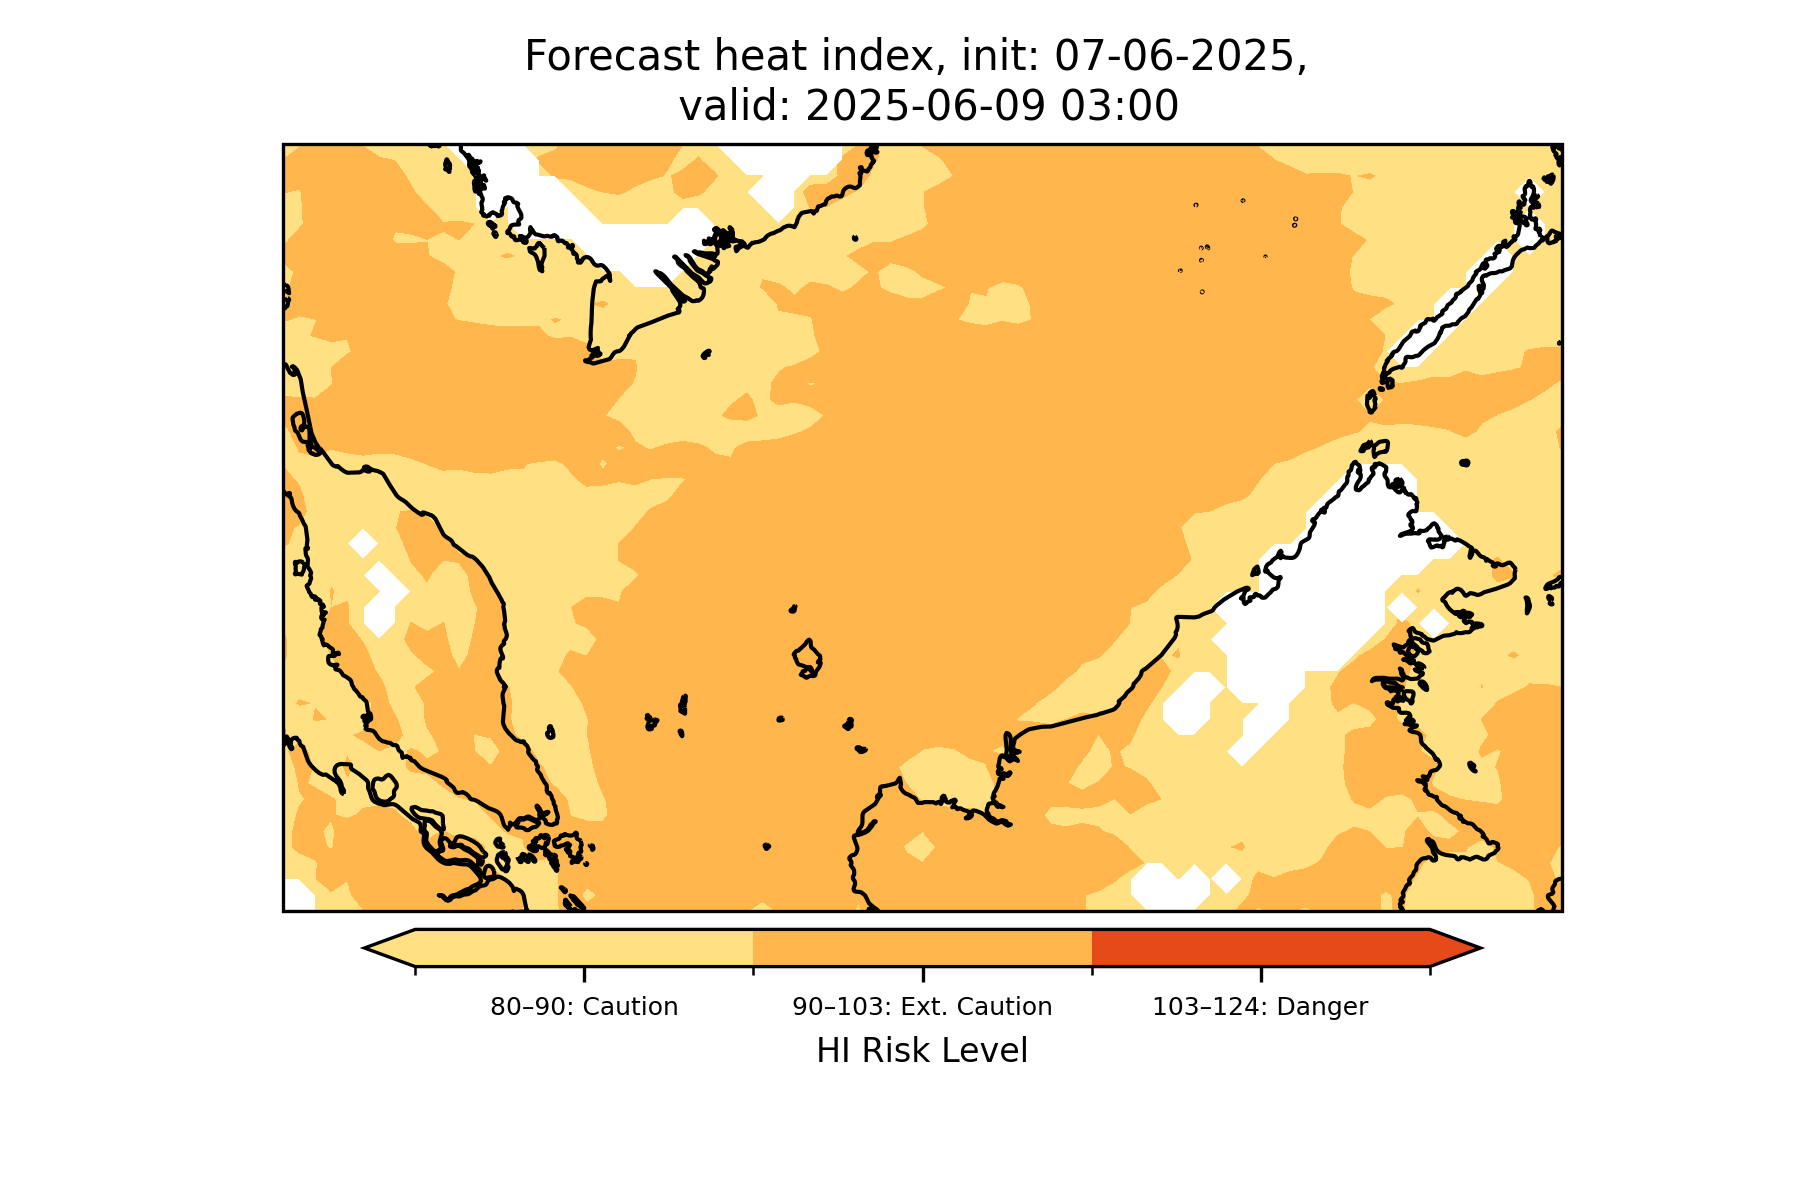 Forecast heat index, init: 07-06-2025,
valid: 2025-06-09 03:00
80–90: Caution
90–103: Ext. Caution
103–124: Danger
HI Risk Level